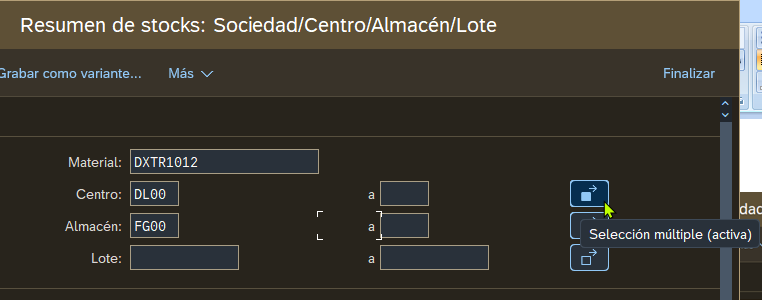 Resumen de stocks: Sociedad/Centro/Almacén/Lote
Grabar como variante... Más Finalizar
Material: DXTR1012
Centro: DL00 a
Almacén: FG00 a
Selección múltiple (activa)
Lote: a